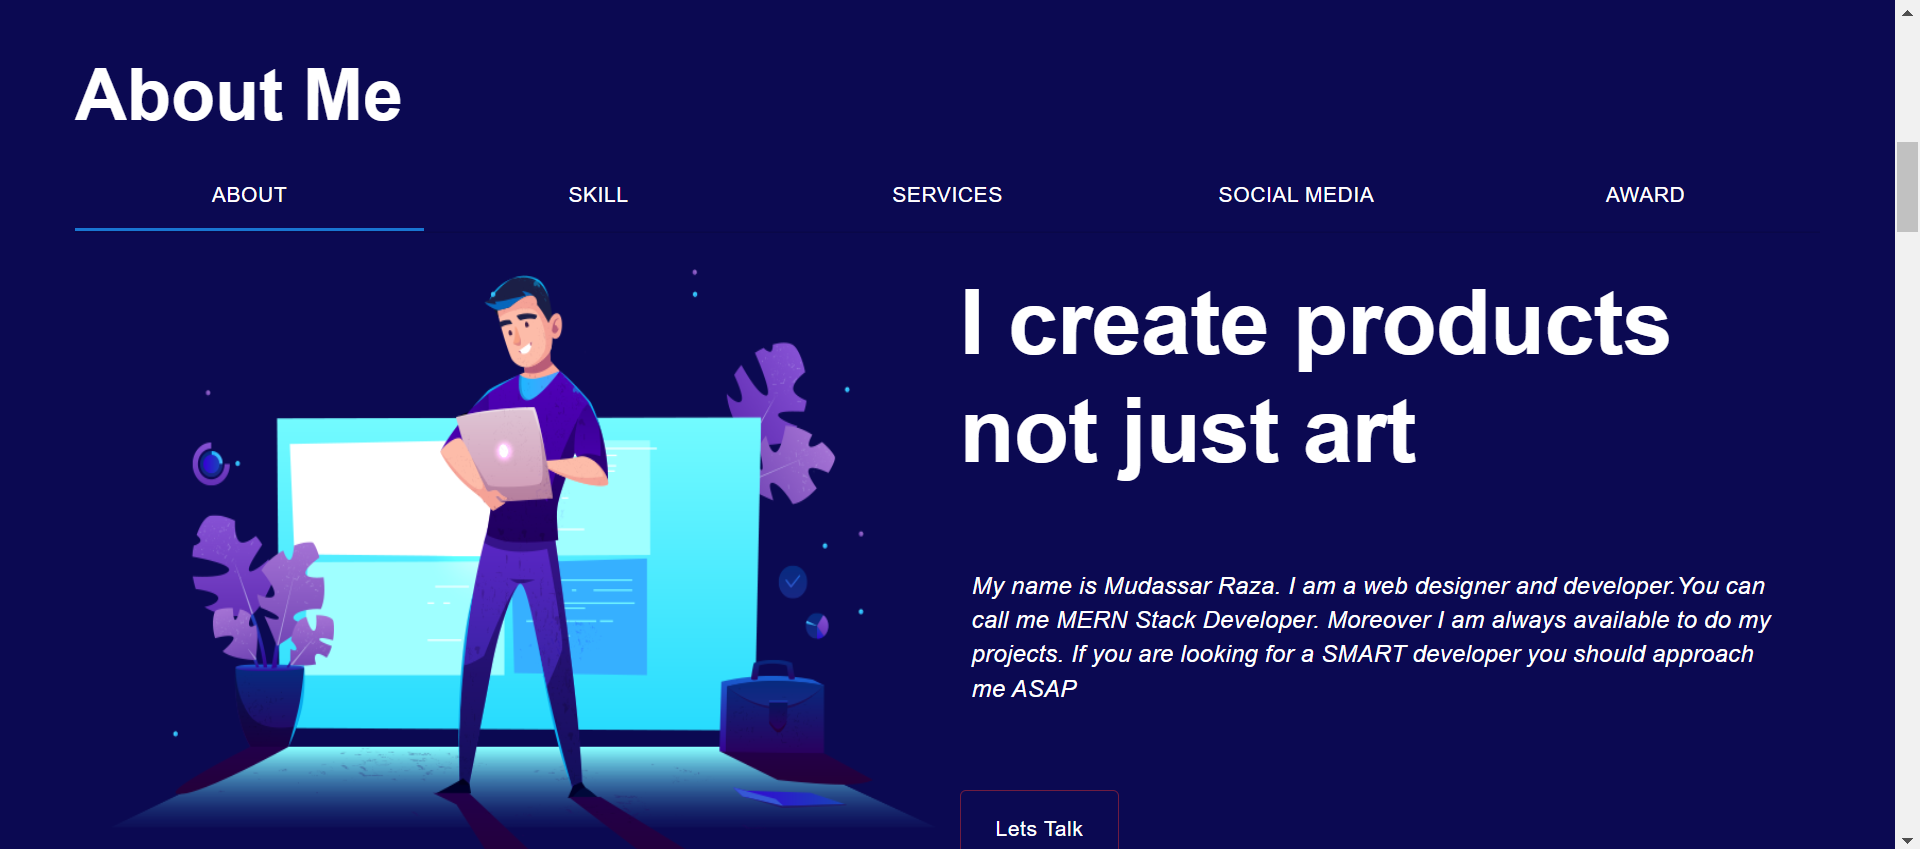 About Me
ABOUT SKILL SERVICES SOCIAL MEDIA AWARD
I create products
not just art
My name is Mudassar Raza. I am a web designer and developer.You can
call me MERN Stack Developer. Moreover I am always available to do my
projects. If you are looking for a SMART developer you should approach
me ASAP
Lets Talk